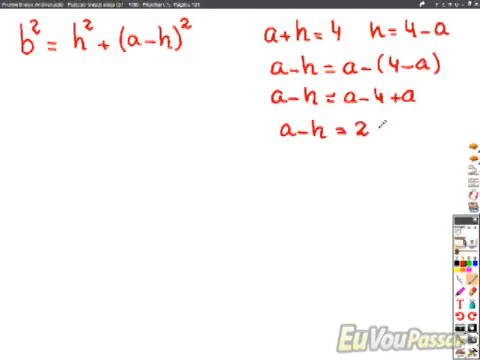 b² = h² + (a-h)²
a+h = 4 h = 4-a
a-h = a-(4-a)
a-h = a-4+a
a-h = 2
EuVouPassar